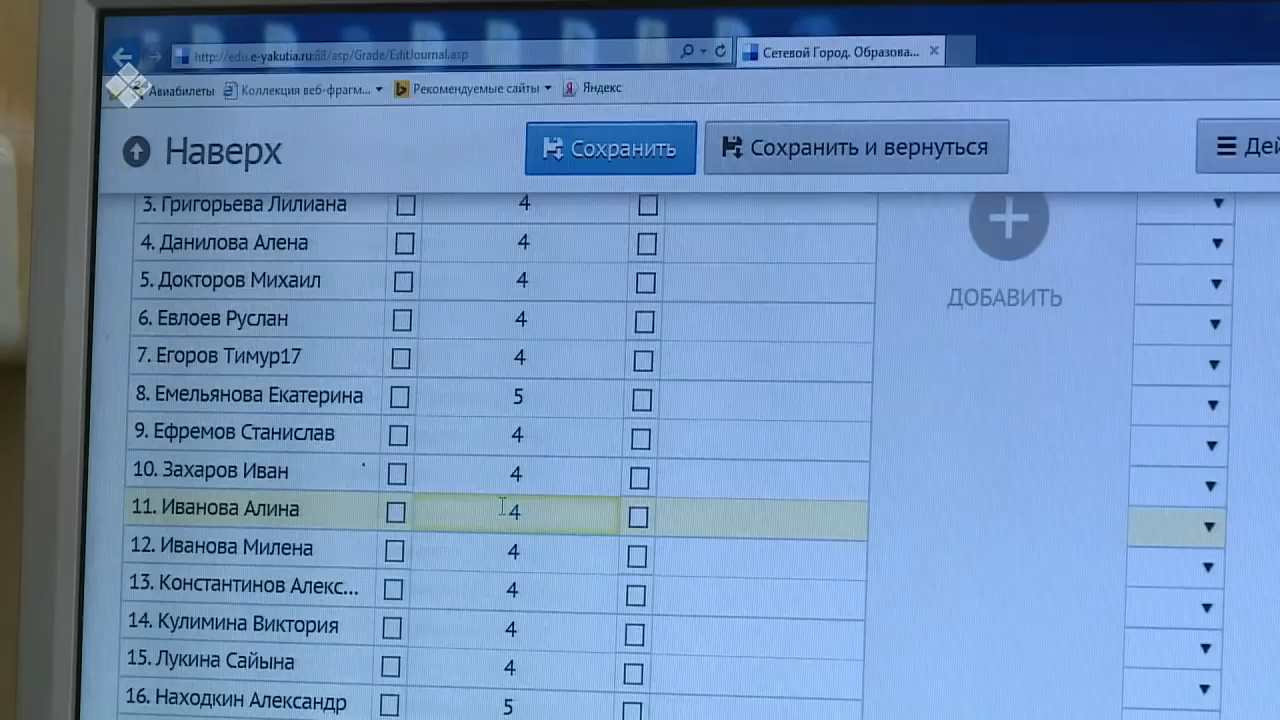 http://edu.e-yakutia.ru:88/asp/Grade/EditJournal.asp
Сетевой Город. Образова...
Авиабилеты Коллекция веб-фрагм... Рекомендуемые сайты Яндекс
Наверх Сохранить Сохранить и вернуться Дей
3. Григорьева Лилиана 4
4. Данилова Алена 4
5. Докторов Михаил 4
6. Евлоев Руслан 4
7. Егоров Тимур17 4
8. Емельянова Екатерина 5
9. Ефремов Станислав 4
10. Захаров Иван 4
11. Иванова Алина 4
12. Иванова Милена 4
13. Константинов Алекс... 4
14. Кулимина Виктория 4
15. Лукина Сайына 4
16. Находкин Александр 5
ДОБАВИТЬ